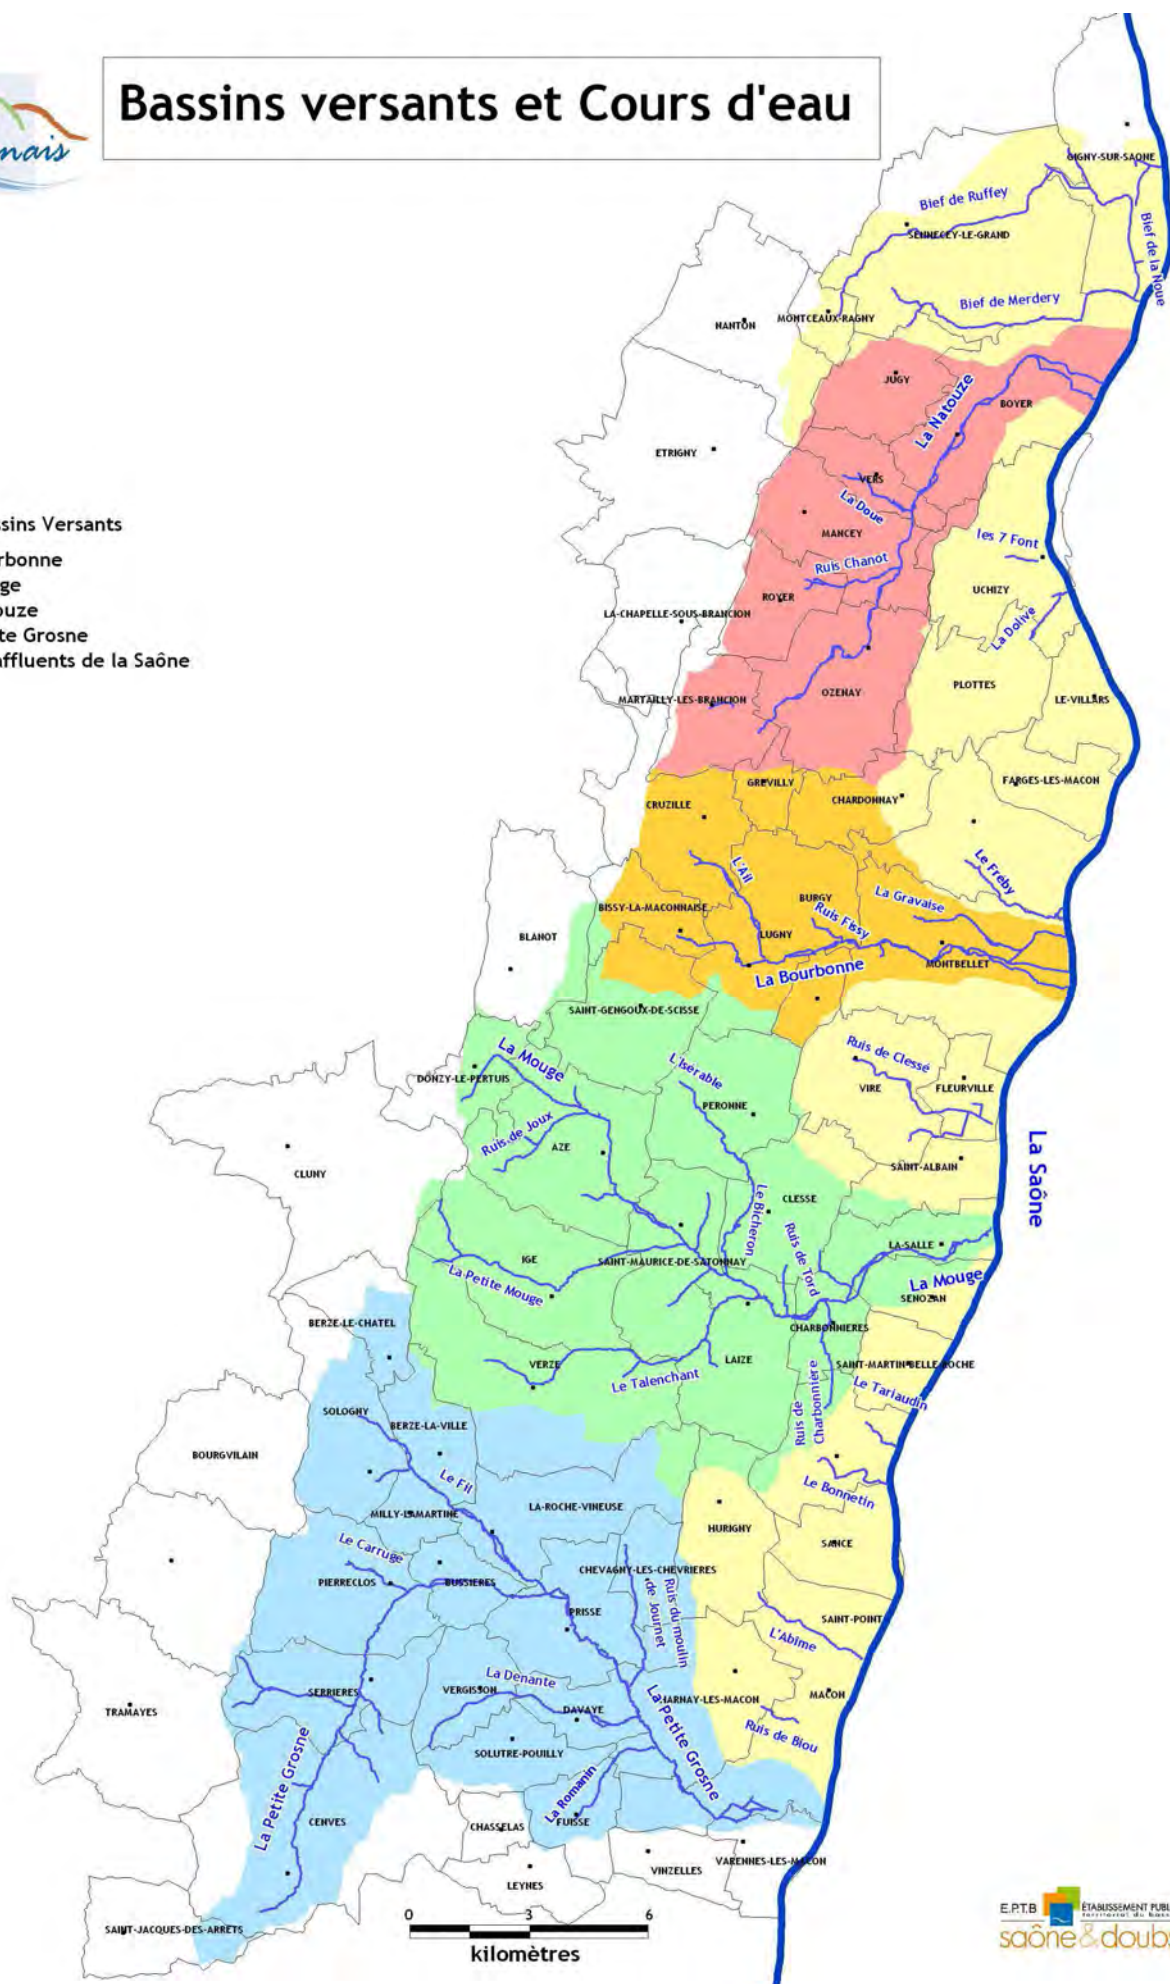 Bassins versants et Cours d'eau
nais
GIGNY-SUR-SAONE
Bief de Ruffey
SENNECEY-LE-GRAND
Bief de la Noue
Bief de Merdery
NANTON
MONTCEAUX-RAGNY
JUGY
La Natouze
BOYER
ETRIGNY
VERS
La Doue
ssins Versants
MANCEY
les 7 Font
rbonne
Ruis Chanot
ge
UCHIZY
ROYER
ouze
LA-CHAPELLE-SOUS-BRANCION
La Dolive
te Grosne
affluents de la Saône
PLOTTES
OZENAY
MARTAILLY-LES-BRANCION
LE-VILLARS
GREVILLY
FARGES-LES-MACON
CRUZILLE
CHARDONNAY
L'Ail
Le Fréby
BURGY
La Gravaise
BISSY-LA-MACONNAISE
Ruis Fissy
BLANOT
LUGNY
MONTBELLET
La Bourbonne
SAINT-GENGOUX-DE-SCISSE
La Mouge
Ruis de Clessé
L'Isérable
DONZY-LE-PERTUIS
VIRE
FLEURVILLE
PERONNE
Ruis de Joux
AZE
La Saône
CLUNY
SAINT-ALBAIN
CLESSE
Le Bicheron
Ruis de Tord
LA-SALLE
IGE
SAINT-MAURICE-DE-SATONNAY
La Petite Mouge
La Mouge
SENOZAN
BERZE-LE-CHATEL
CHARBONNIERES
VERZE
LAIZE
SAINT-MARTIN-BELLE-ROCHE
Le Talenchant
Le Tariaudin
Ruis de
Charbonnière
SOLOGNY
BERZE-LA-VILLE
BOURGVILAIN
Le Fil
Le Bonnetin
LA-ROCHE-VINEUSE
MILLY-LAMARTINE
HURIGNY
SANCE
Le Carruge
CHEVAGNY-LES-CHEVRIERES
PIERRECLOS
BUSSIERES
Ruis du moulin
de Journet
PRISSE
SAINT-POINT
L'Abime
La Denante
SERRIERES
VERGISSON
CHARNAY-LES-MACON
MACON
TRAMAYES
DAVAYE
La Petite Grosne
Ruis de Biou
SOLUTRE-POUILLY
La Petite Grosne
La Romanin
CENVES
CHASSELAS
FUISSE
VARENNES-LES-MACON
VINZELLES
LEYNES
0 3 6
kilomètres
SAINT-JACQUES-DES-ARRETS
E.P.T.B
ÉTABLISSEMENT PUBL
saône & doubs